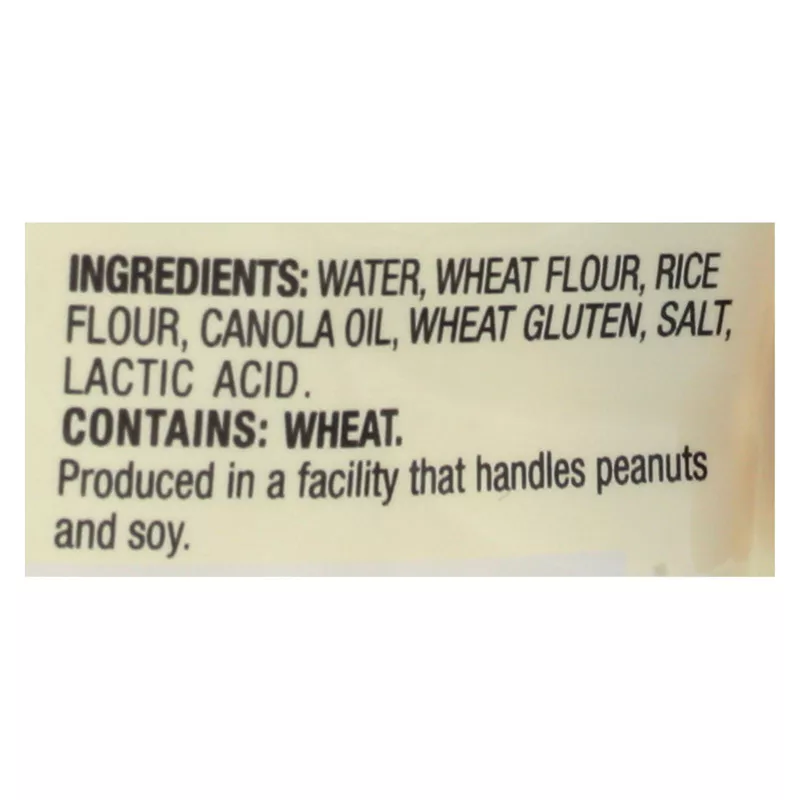 INGREDIENTS: WATER, WHEAT FLOUR, RICE
FLOUR, CANOLA OIL, WHEAT GLUTEN, SALT,
LACTIC ACID.
CONTAINS: WHEAT.
Produced in a facility that handles peanuts
and soy.